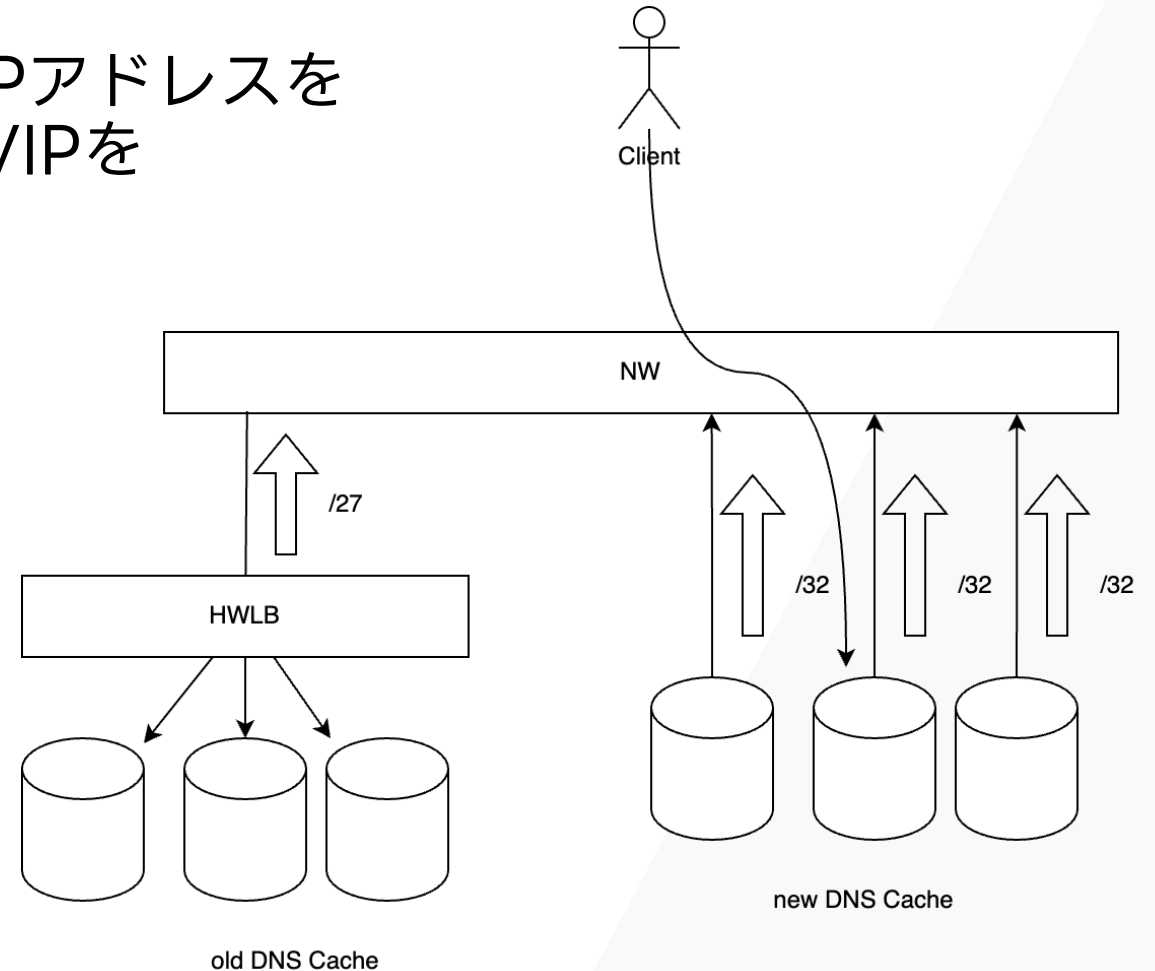 Pアドレスを
VIPを
Client
NW
/27
/32
/32
/32
HWLB
new DNS Cache
old DNS Cache